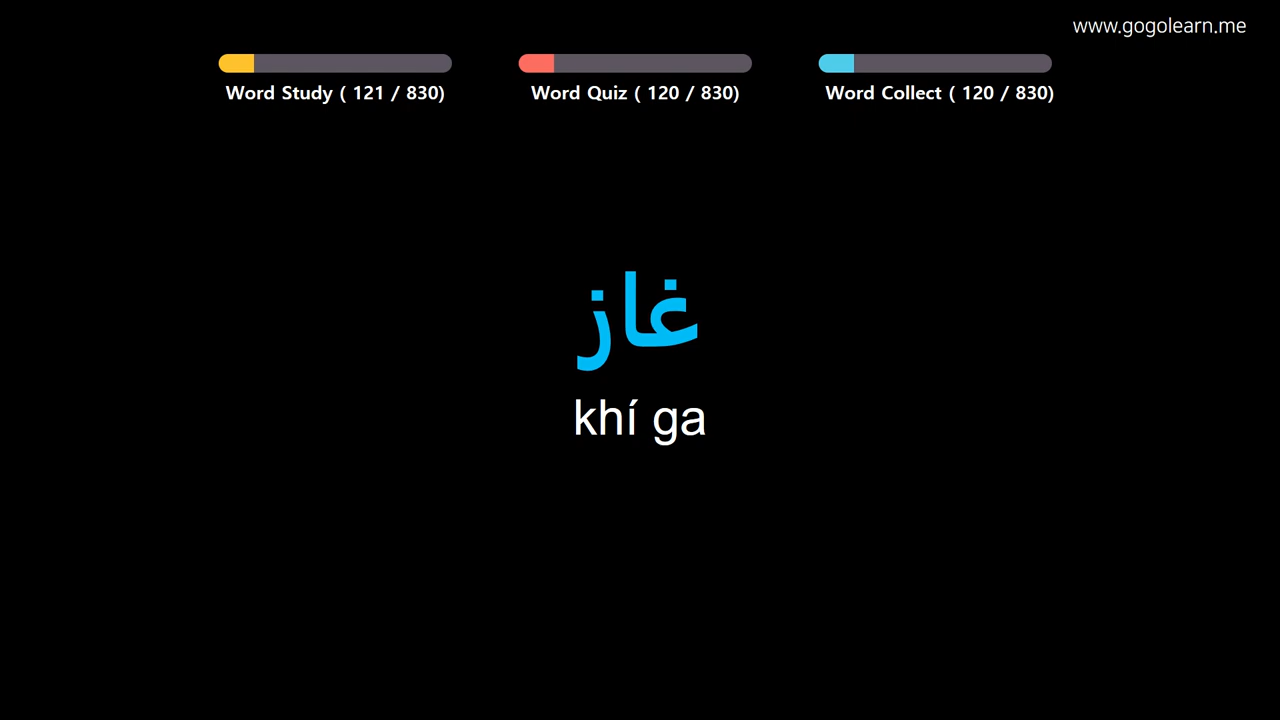 www.gogolearn.me
Word Study ( 121 / 830)
Word Quiz ( 120 / 830)
Word Collect ( 120 / 830)
غاز
khí ga